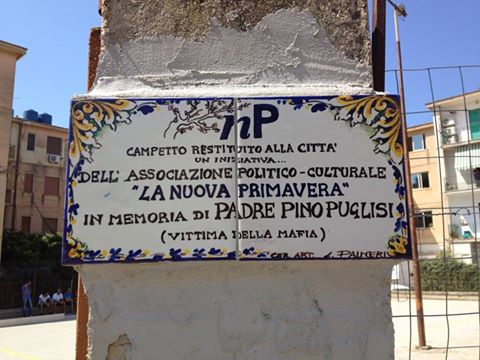 nP
CAMPETTO RESTITUITO ALLA CITTA'
UN INIZIATIVA...
DELL' ASSOCIAZIONE POLITICO - CULTURALE
"LA NUOVA PRIMAVERA"
IN MEMORIA DI PADRE PINO PUGLISI
(VITTIMA DELLA MAFIA)
CER. ART.